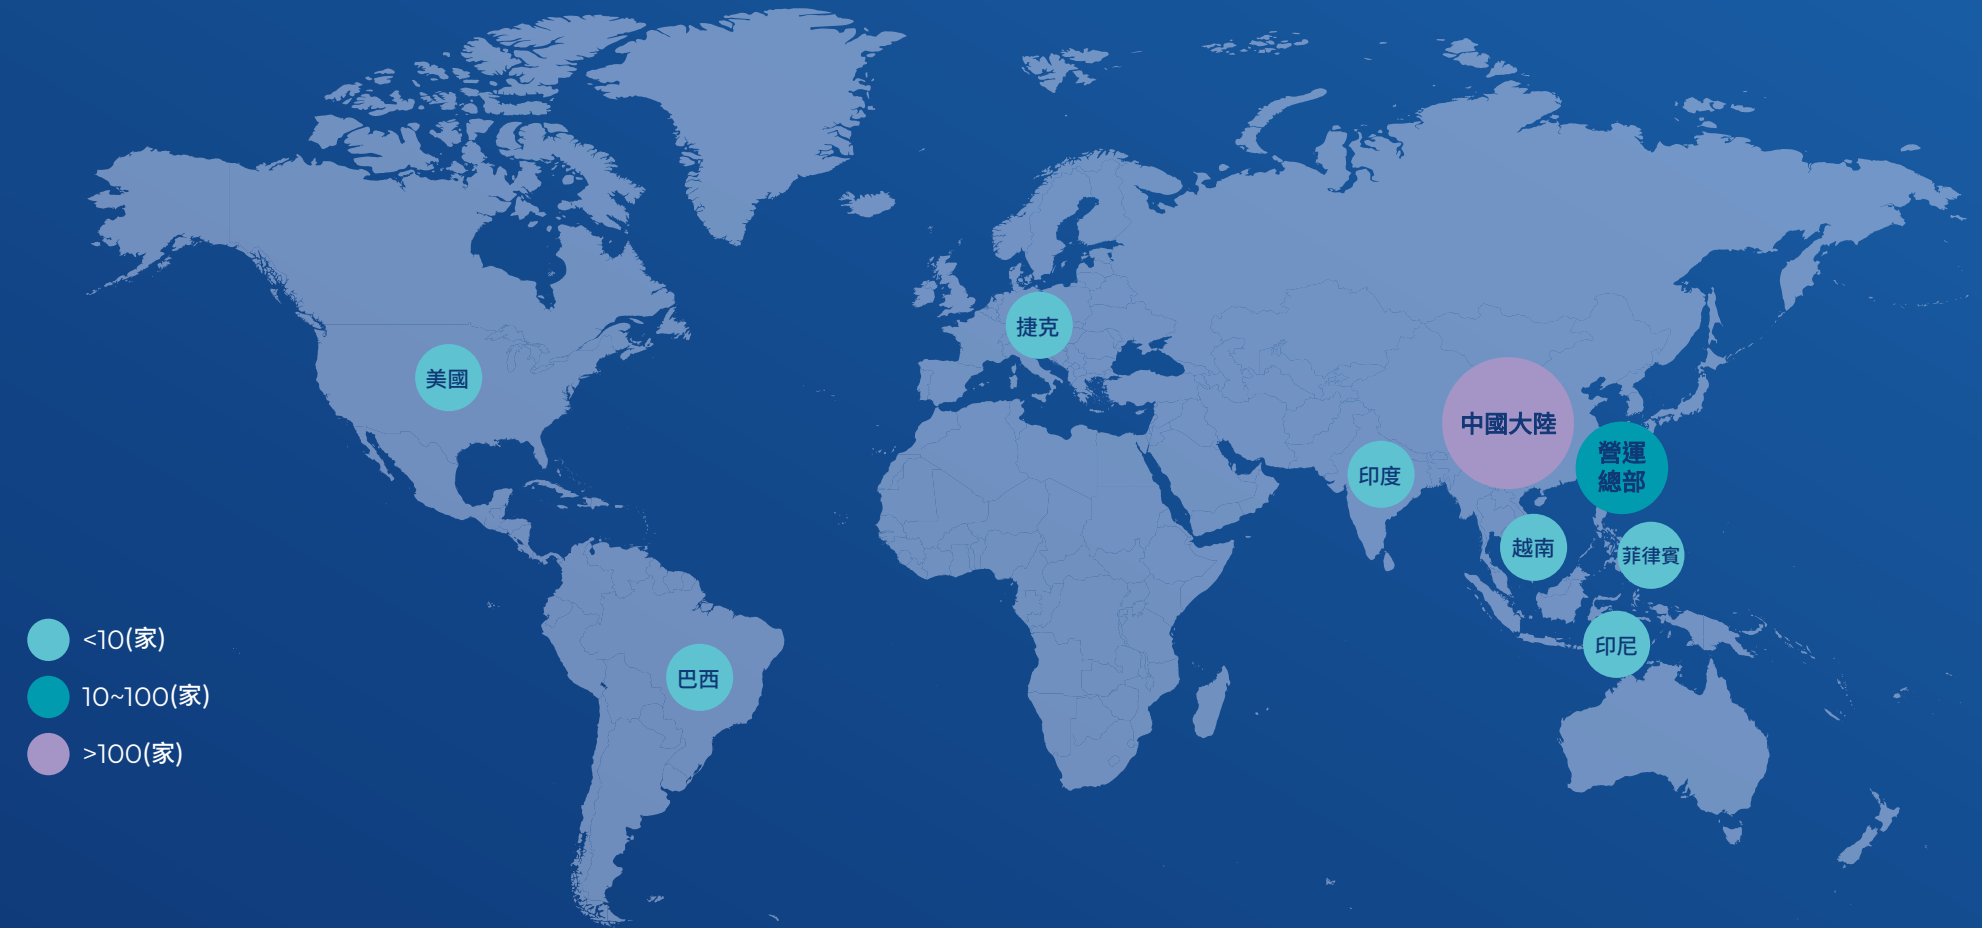 捷克
美國
中國大陸
營運
總部
印度
越南
菲律賓
印尼
巴西
<10(家)
10~100(家)
>100(家)